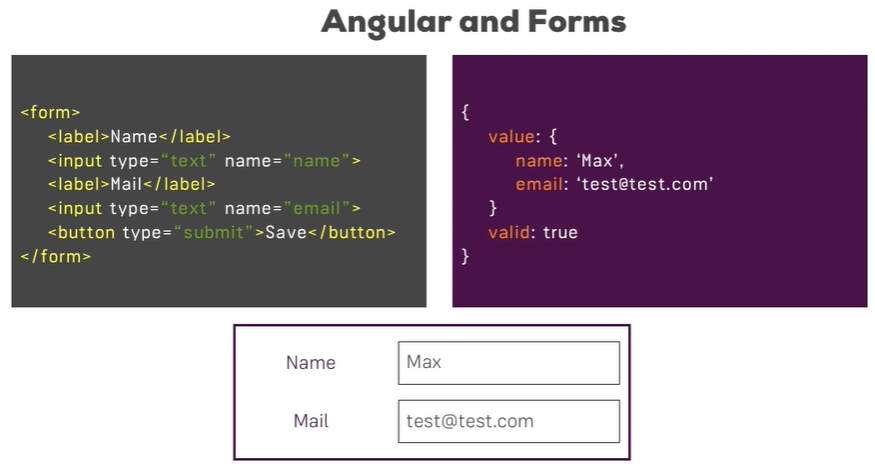 Angular and Forms
<form>
<label>Name</label>
<input type=“text” name=”name”>
<label>Mail</label>
<input type=“text” name=”email”>
<button type=“submit”>Save</button>
</form>
{
value: {
name: ‘Max’,
email: ‘test@test.com’
}
valid: true
}
Name Max
Mail test@test.com